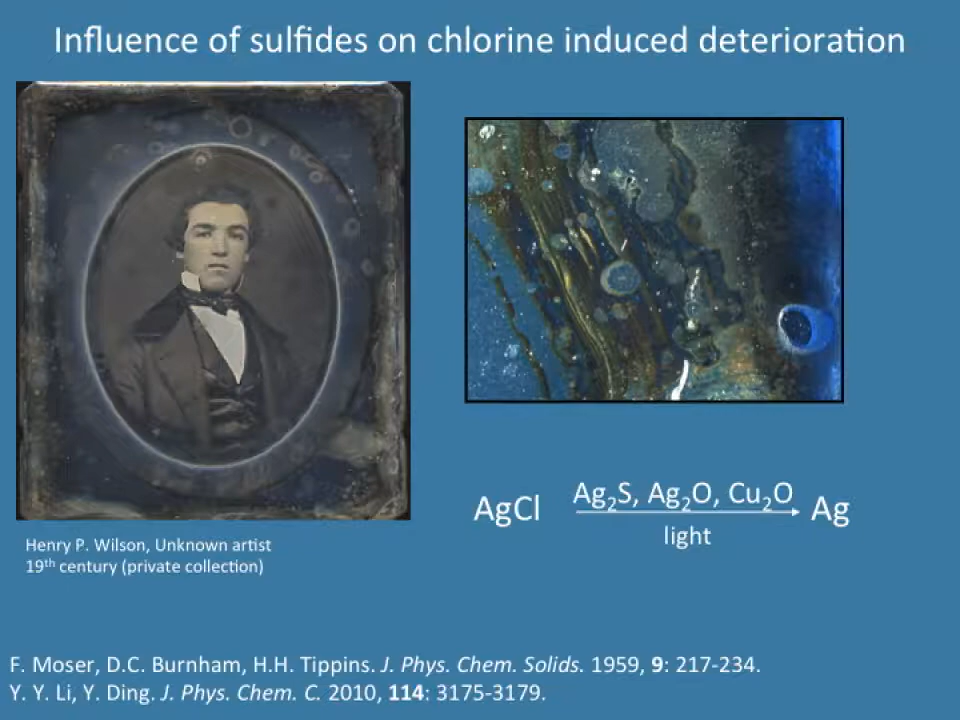 Influence of sulfides on chlorine induced deterioration
Henry P. Wilson, Unknown artist
19th century (private collection)
Ag₂S, Ag₂O, Cu₂O
AgCl Ag
light
F. Moser, D.C. Burnham, H.H. Tippins. J. Phys. Chem. Solids. 1959, 9: 217-234.
Y. Y. Li, Y. Ding. J. Phys. Chem. C. 2010, 114: 3175-3179.